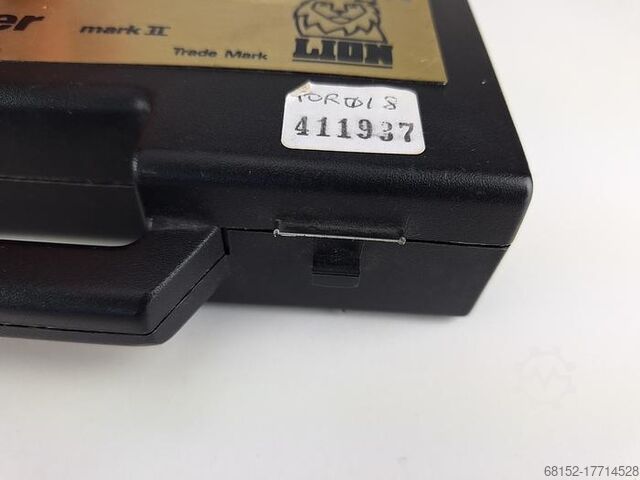 er mark II
Trade Mark
LION
TOR018
411937
68152-17714528